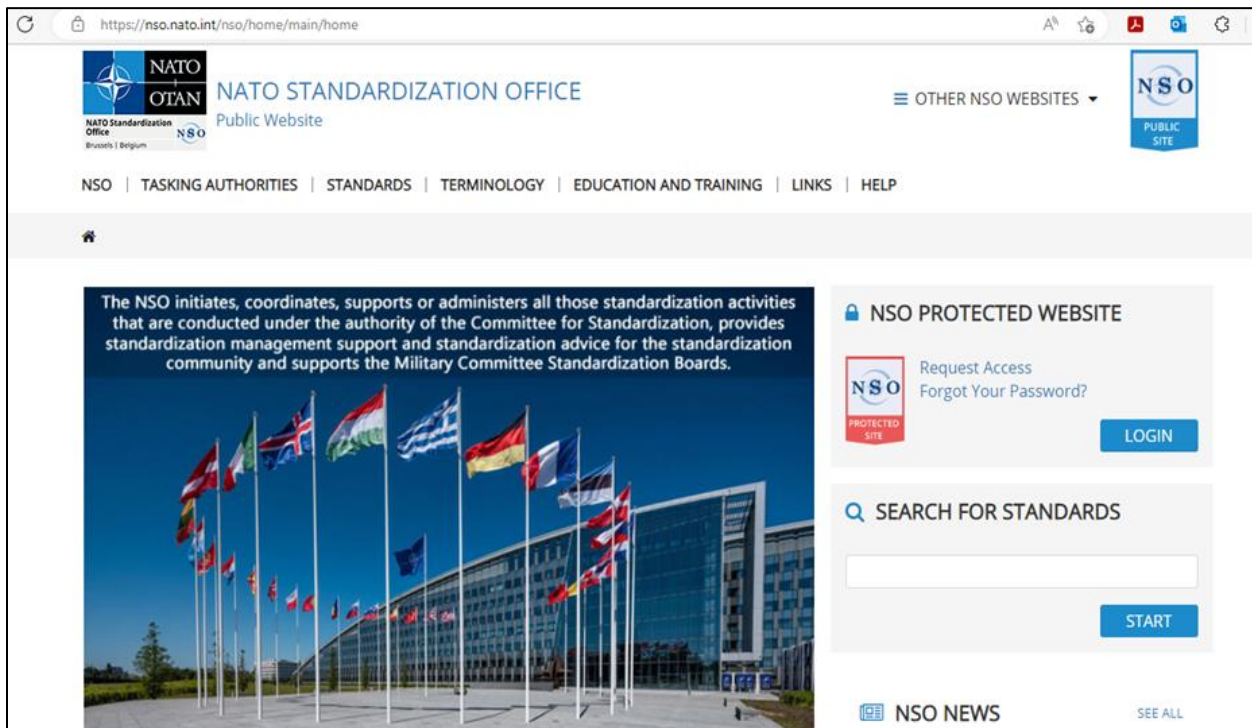 https://nso.nato.int/nso/home/main/home
NATO
OTAN
NATO Standardization
Office
NSO
Brussels | Belgium
NATO STANDARDIZATION OFFICE
Public Website
OTHER NSO WEBSITES
NSO
PUBLIC
SITE
NSO | TASKING AUTHORITIES | STANDARDS | TERMINOLOGY | EDUCATION AND TRAINING | LINKS | HELP
The NSO initiates, coordinates, supports or administers all those standardization activities
that are conducted under the authority of the Committee for Standardization, provides
standardization management support and standardization advice for the standardization
community and supports the Military Committee Standardization Boards.
NSO PROTECTED WEBSITE
NSO
PROTECTED
SITE
Request Access
Forgot Your Password?
LOGIN
SEARCH FOR STANDARDS
START
NSO NEWS
SEE ALL